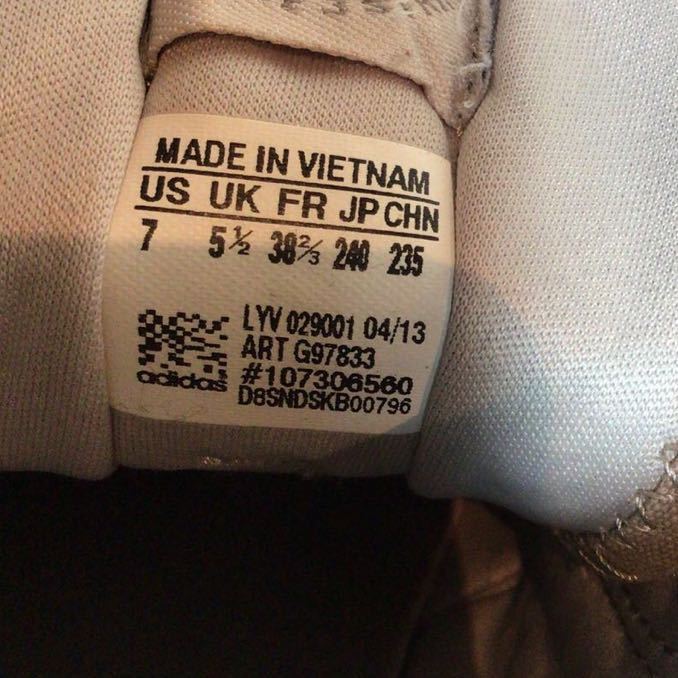 MADE IN VIETNAM
US UK FR JP CHN
7 5½ 38⅔ 240 235
LYV 029001 04/13
ART G97833
#107306560
adidas D8SNDSKB00796